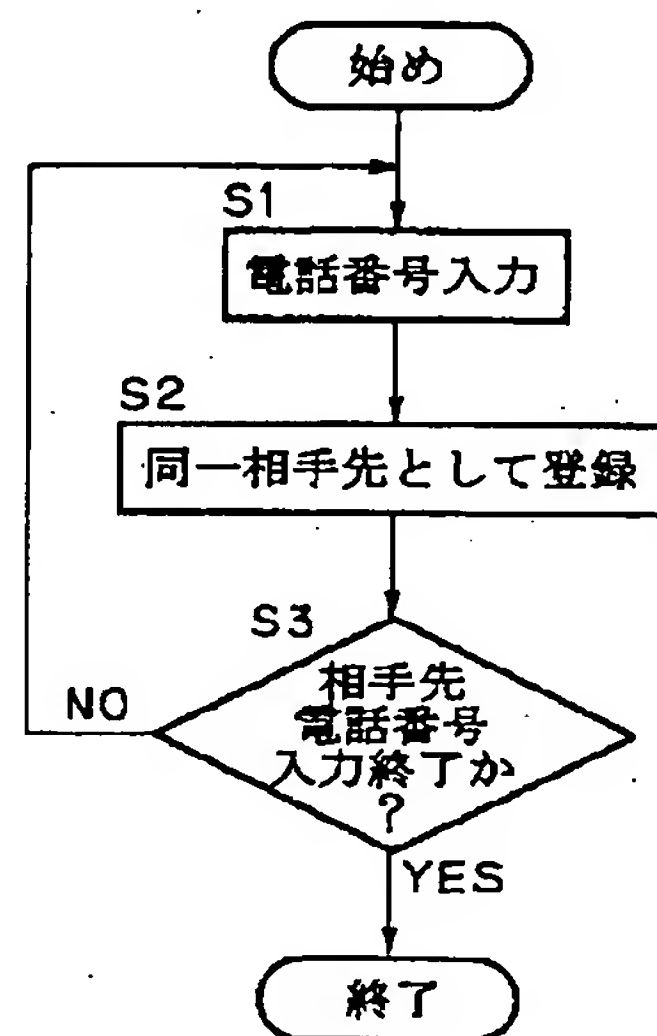 始め
S1
電話番号入力
S2
同一相手先として登録
S3
相手先
電話番号
入力終了か
?
NO
YES
終了